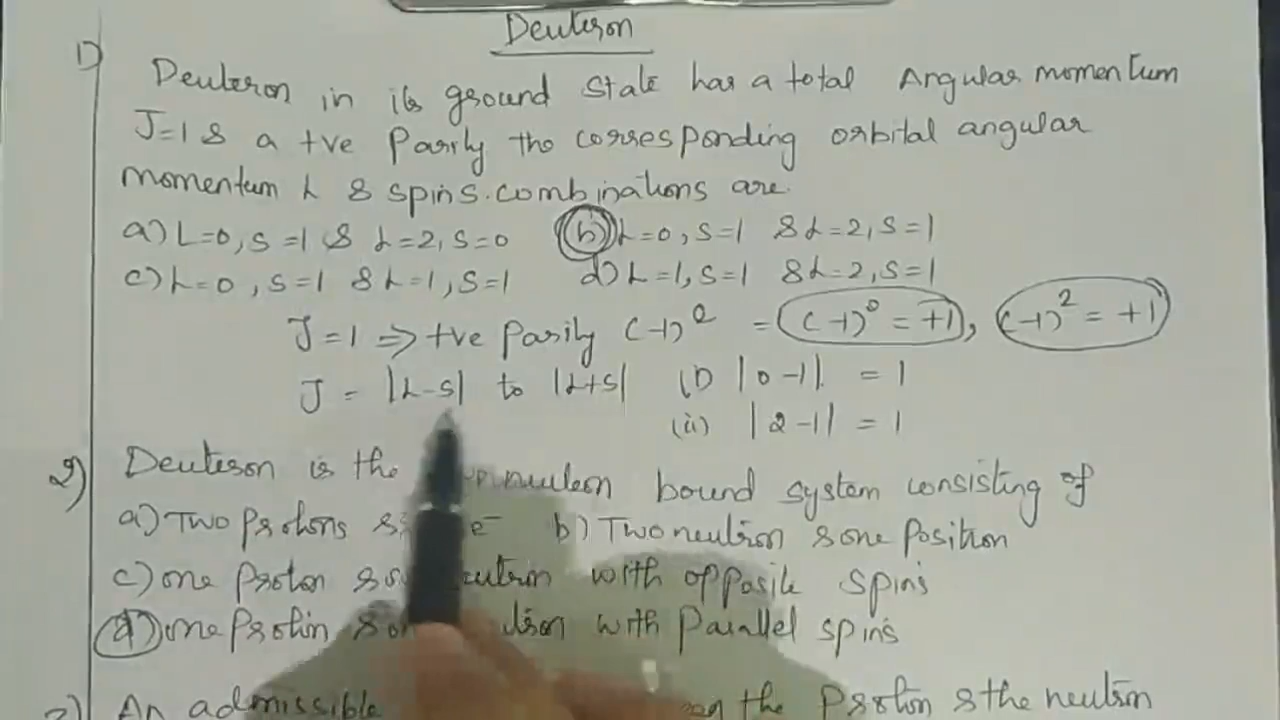 Deuteron
1)
Deuteron in its ground state has a total Angular momentum
J=1 & a +ve Parity the corresponding orbital angular
momentum L & spins. combinations are.
a) L=0, S=1 & L=2, S=0 b) L=0, S=1 & L=2, S=1
c) L=0, S=1 & L=1, S=1 d) L=1, S=1 & L=2, S=1
J=1 => +ve Parity (-1)^l = (-1)^0 = +1, (-1)^2 = +1
J = |L-S| to |L+S| (i) |0-1| = 1
(ii) |2-1| = 1
2) Deuteron is the bound system consisting of
a) Two Protons e⁻ b) Two neutron & one Position
c) one Proton with opposite spins
d) one Protin with Parallel spins
3) An admissible the Proton & the neutron